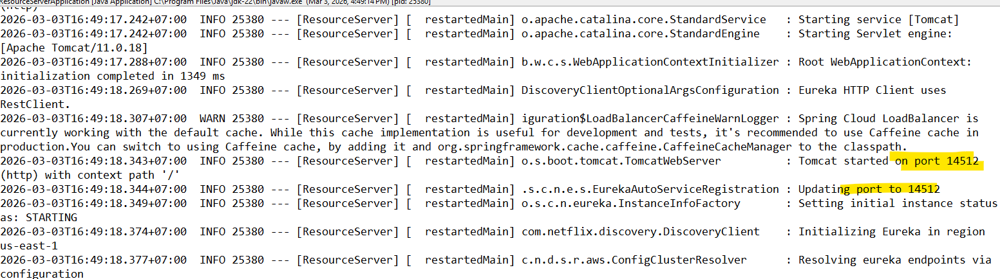 ResourceServerApplication [Java Application] C:\Program Files\Java\jdk-22\bin\javaw.exe (Mar 3, 2026, 4:49:14 PM) [pid: 25380]
(http)
2026-03-03T16:49:17.242+07:00  INFO 25380 --- [ResourceServer] [  restartedMain] o.apache.catalina.core.StandardService   : Starting service [Tomcat]
2026-03-03T16:49:17.242+07:00  INFO 25380 --- [ResourceServer] [  restartedMain] o.apache.catalina.core.StandardEngine    : Starting Servlet engine:
[Apache Tomcat/11.0.18]
2026-03-03T16:49:17.288+07:00  INFO 25380 --- [ResourceServer] [  restartedMain] b.w.c.s.WebApplicationContextInitializer : Root WebApplicationContext:
initialization completed in 1349 ms
2026-03-03T16:49:18.269+07:00  INFO 25380 --- [ResourceServer] [  restartedMain] DiscoveryClientOptionalArgsConfiguration : Eureka HTTP Client uses
RestClient.
2026-03-03T16:49:18.307+07:00  WARN 25380 --- [ResourceServer] [  restartedMain] iguration$LoadBalancerCaffeineWarnLogger : Spring Cloud LoadBalancer is
currently working with the default cache. While this cache implementation is useful for development and tests, it's recommended to use Caffeine cache in
production.You can switch to using Caffeine cache, by adding it and org.springframework.cache.caffeine.CaffeineCacheManager to the classpath.
2026-03-03T16:49:18.343+07:00  INFO 25380 --- [ResourceServer] [  restartedMain] o.s.boot.tomcat.TomcatWebServer          : Tomcat started on port 14512
(http) with context path '/'
2026-03-03T16:49:18.344+07:00  INFO 25380 --- [ResourceServer] [  restartedMain] .s.c.n.e.s.EurekaAutoServiceRegistration : Updating port to 14512
2026-03-03T16:49:18.349+07:00  INFO 25380 --- [ResourceServer] [  restartedMain] o.s.c.n.eureka.InstanceInfoFactory       : Setting initial instance status
as: STARTING
2026-03-03T16:49:18.374+07:00  INFO 25380 --- [ResourceServer] [  restartedMain] com.netflix.discovery.DiscoveryClient    : Initializing Eureka in region
us-east-1
2026-03-03T16:49:18.377+07:00  INFO 25380 --- [ResourceServer] [  restartedMain] c.n.d.s.r.aws.ConfigClusterResolver      : Resolving eureka endpoints via
configuration